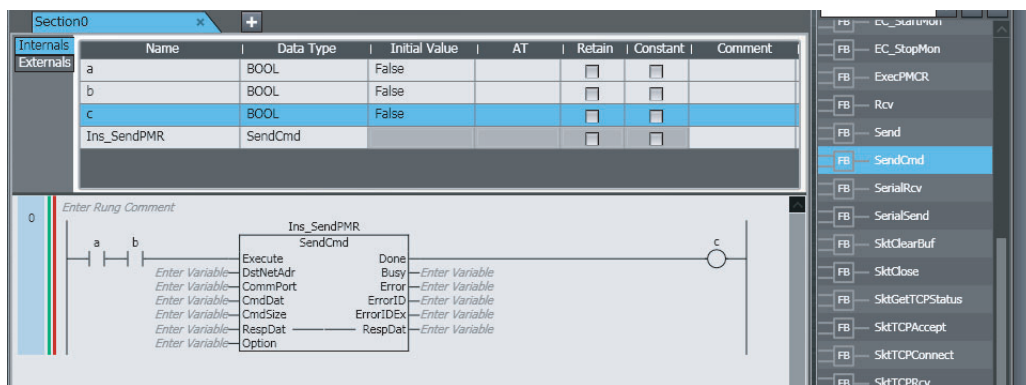 Section0 × +
Internals
Externals
Name Data Type Initial Value AT Retain Constant Comment
a BOOL False
b BOOL False
c BOOL False
Ins_SendPMR SendCmd
0 Enter Rung Comment
Ins_SendPMR
a b SendCmd c
Execute Done
Enter Variable DstNetAdr Busy Enter Variable
Enter Variable CommPort Error Enter Variable
Enter Variable CmdDat ErrorID Enter Variable
Enter Variable CmdSize ErrorIDEx Enter Variable
Enter Variable RespDat RespDat Enter Variable
Enter Variable Option
FB EC_StartMon
FB EC_StopMon
FB ExecPMCR
FB Rcv
FB Send
FB SendCmd
FB SerialRcv
FB SerialSend
FB SktClearBuf
FB SktClose
FB SktGetTCPStatus
FB SktTCPAccept
FB SktTCPConnect
FB SktTCPRcv